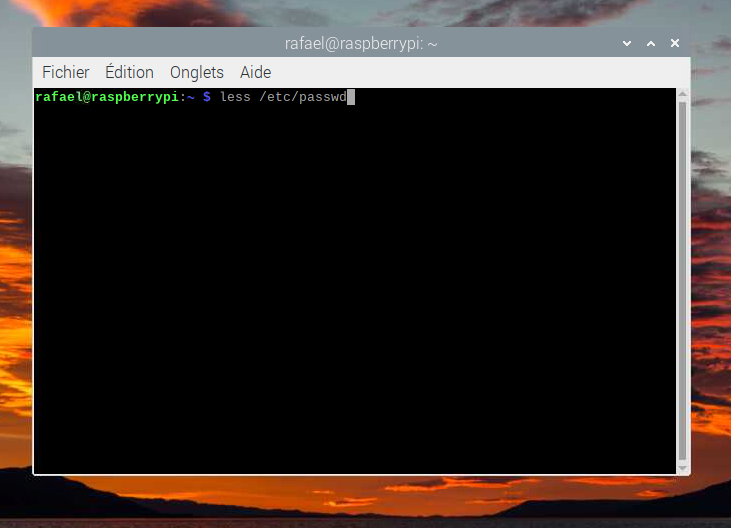 rafael@raspberrypi: ~
Fichier Édition Onglets Aide
rafael@raspberrypi:~ $ less /etc/passwd